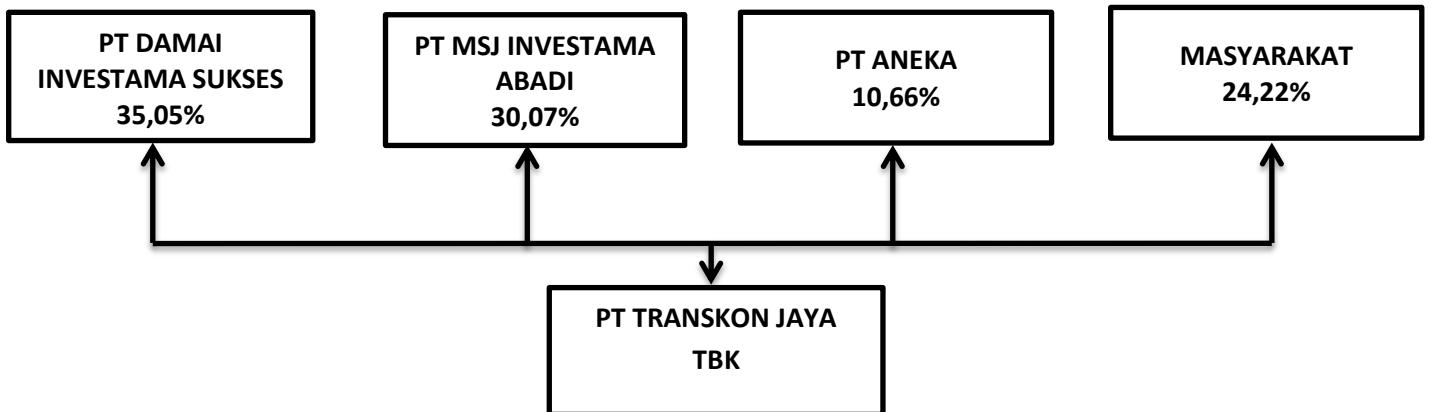 PT DAMAI
INVESTAMA SUKSES
35,05%
PT MSJ INVESTAMA
ABADI
30,07%
PT ANEKA
10,66%
MASYARAKAT
24,22%
PT TRANSKON JAYA
TBK